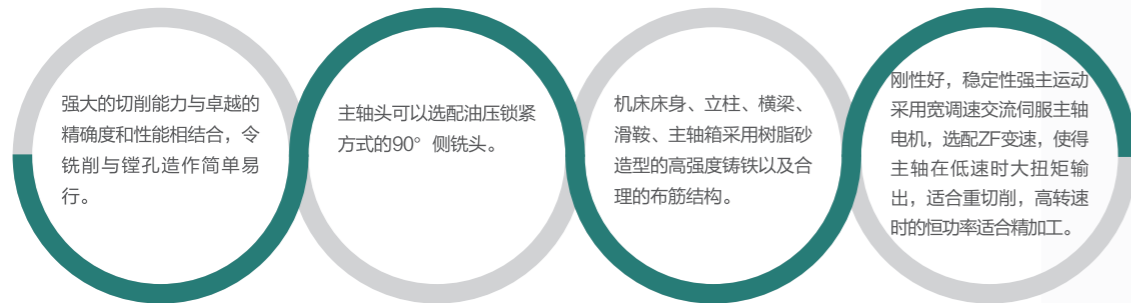 强大的切削能力与卓越的
精确度和性能相结合，令
铣削与镗孔造作简单易
行。
主轴头可以选配油压锁紧
方式的90° 侧铣头。
机床床身、立柱、横梁、
滑鞍、主轴箱采用树脂砂
造型的高强度铸铁以及合
理的布筋结构。
刚性好，稳定性强主运动
采用宽调速交流伺服主轴
电机，选配ZF变速，使得
主轴在低速时大扭矩输
出，适合重切削，高转速
时的恒功率适合精加工。